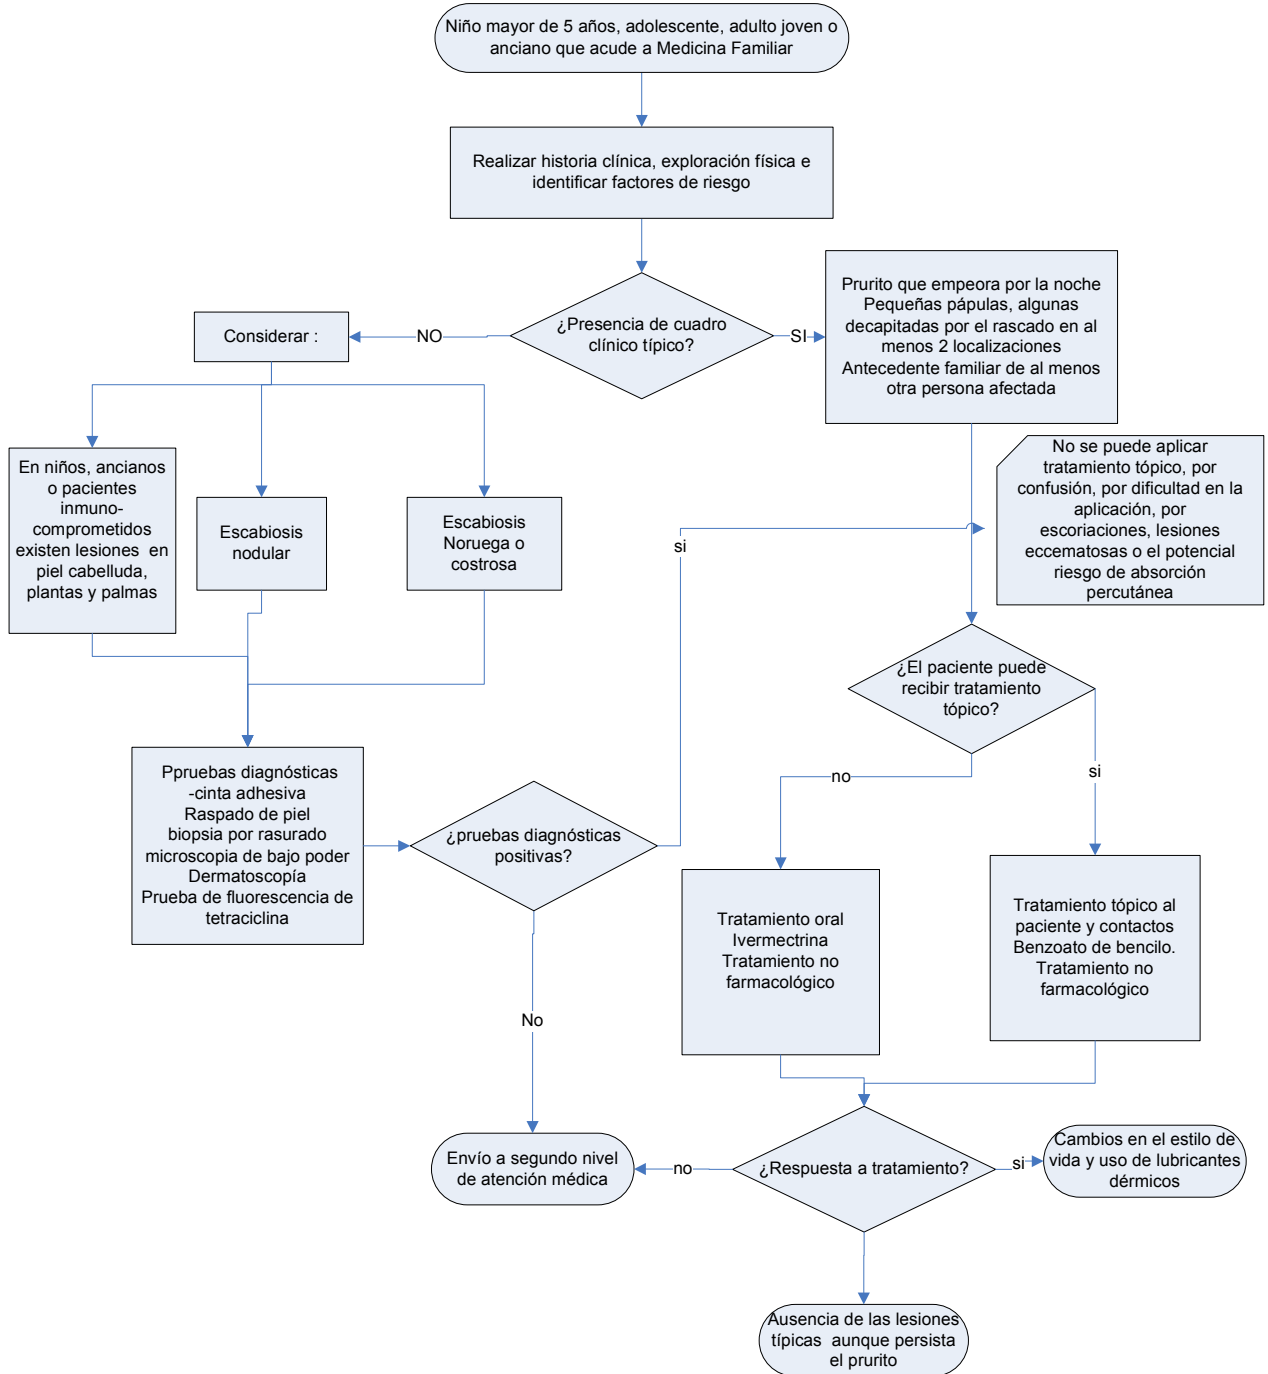 Niño mayor de 5 años, adolescente, adulto joven o
anciano que acude a Medicina Familiar
Realizar historia clínica, exploración física e
identificar factores de riesgo
¿Presencia de cuadro
clínico típico?
NO
SI
Considerar :
Prurito que empeora por la noche
Pequeñas pápulas, algunas
decapitadas por el rascado en al
menos 2 localizaciones
Antecedente familiar de al menos
otra persona afectada
En niños, ancianos
o pacientes
inmuno-
comprometidos
existen lesiones en
piel cabelluda,
plantas y palmas
Escabiosis
nodular
Escabiosis
Noruega o
costrosa
No se puede aplicar
tratamiento tópico, por
confusión, por dificultad en la
aplicación, por
escoriaciones, lesiones
eccematosas o el potencial
riesgo de absorción
percutánea
si
¿El paciente puede
recibir tratamiento
tópico?
no
si
Ppruebas diagnósticas
-cinta adhesiva
Raspado de piel
biopsia por rasurado
microscopia de bajo poder
Dermatoscopía
Prueba de fluorescencia de
tetraciclina
¿pruebas diagnósticas
positivas?
No
Tratamiento oral
Ivermectrina
Tratamiento no
farmacológico
Tratamiento tópico al
paciente y contactos
Benzoato de bencilo.
Tratamiento no
farmacológico
Envío a segundo nivel
de atención médica
no
¿Respuesta a tratamiento?
si
Cambios en el estilo de
vida y uso de lubricantes
dérmicos
Ausencia de las lesiones
típicas aunque persista
el prurito